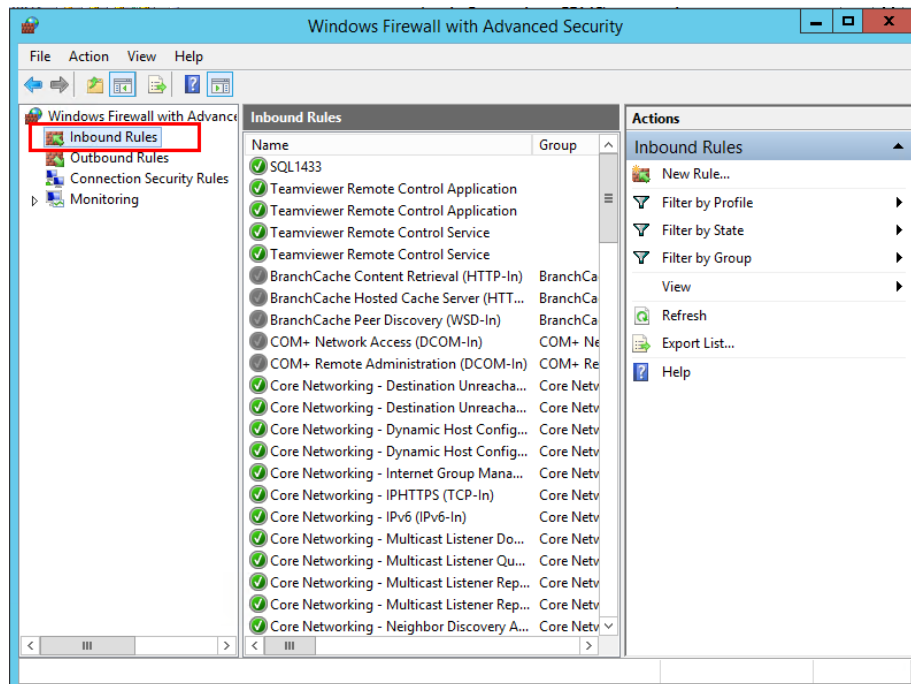 Windows Firewall with Advanced Security
File Action View Help
Windows Firewall with Advance
Inbound Rules
Outbound Rules
Connection Security Rules
Monitoring
Inbound Rules
Name Group
SQL1433
Teamviewer Remote Control Application
Teamviewer Remote Control Application
Teamviewer Remote Control Service
Teamviewer Remote Control Service
BranchCache Content Retrieval (HTTP-In) BranchCa
BranchCache Hosted Cache Server (HTT... BranchCa
BranchCache Peer Discovery (WSD-In) BranchCa
COM+ Network Access (DCOM-In) COM+ Ne
COM+ Remote Administration (DCOM-In) COM+ Re
Core Networking - Destination Unreacha... Core Netw
Core Networking - Destination Unreacha... Core Netw
Core Networking - Dynamic Host Config... Core Netw
Core Networking - Dynamic Host Config... Core Netw
Core Networking - Internet Group Mana... Core Netw
Core Networking - IPHTTPS (TCP-In) Core Netw
Core Networking - IPv6 (IPv6-In) Core Netw
Core Networking - Multicast Listener Do... Core Netw
Core Networking - Multicast Listener Qu... Core Netw
Core Networking - Multicast Listener Rep... Core Netw
Core Networking - Multicast Listener Rep... Core Netw
Core Networking - Neighbor Discovery A... Core Netw
Actions
Inbound Rules
New Rule...
Filter by Profile
Filter by State
Filter by Group
View
Refresh
Export List...
Help